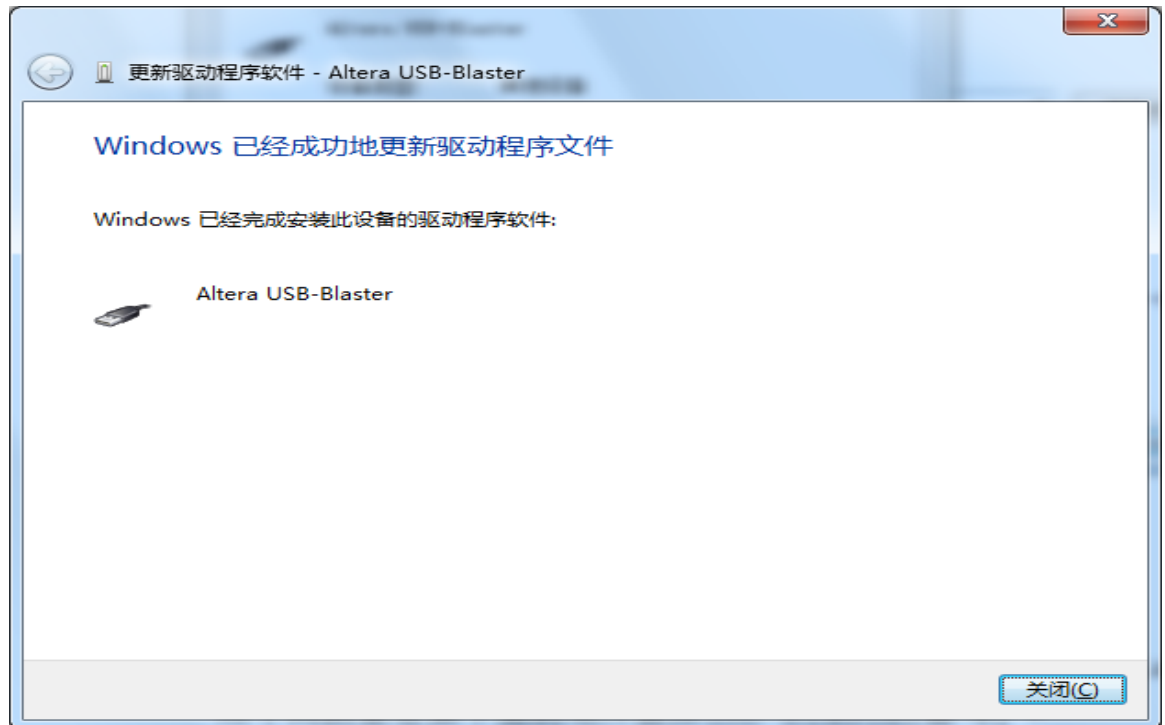 更新驱动程序软件 - Altera USB-Blaster
Windows 已经成功地更新驱动程序文件
Windows 已经完成安装此设备的驱动程序软件:
Altera USB-Blaster
关闭(C)